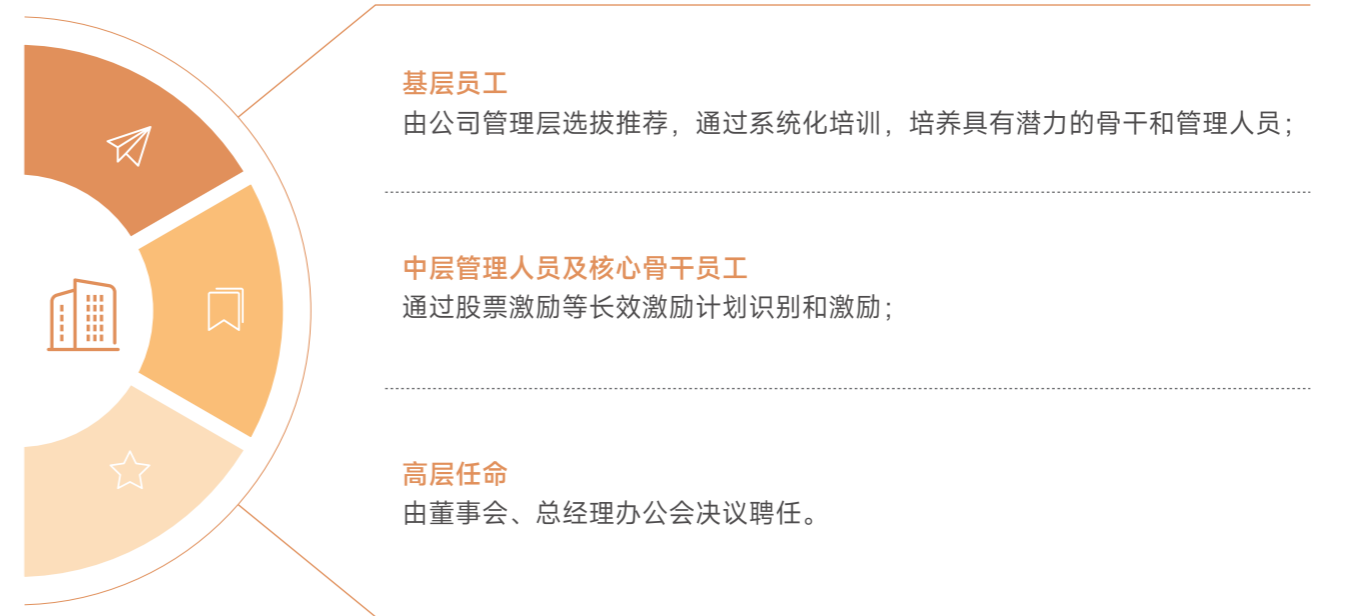 基层员工
由公司管理层选拔推荐，通过系统化培训，培养具有潜力的骨干和管理人员；
中层管理人员及核心骨干员工
通过股票激励等长效激励计划识别和激励；
高层任命
由董事会、总经理办公会决议聘任。